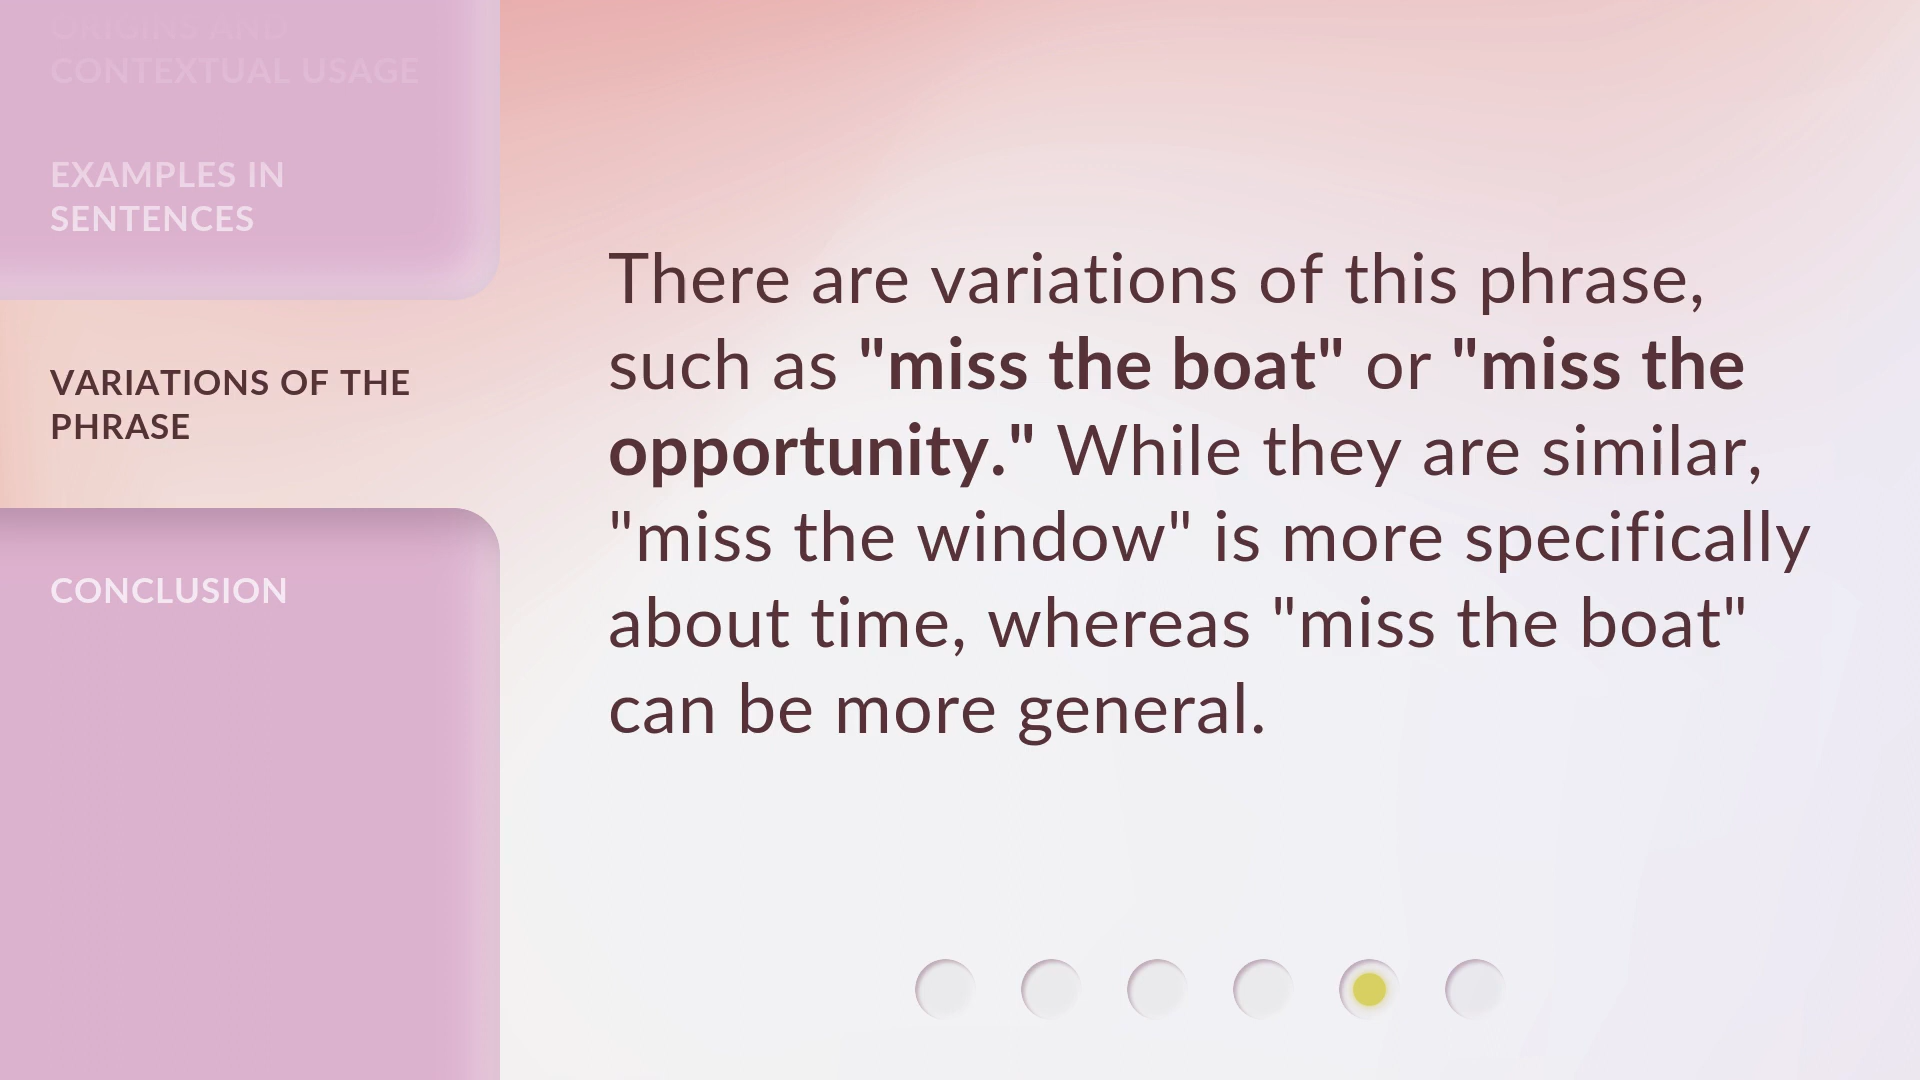 ORIGINS AND
CONTEXTUAL USAGE
EXAMPLES IN
SENTENCES
VARIATIONS OF THE
PHRASE
CONCLUSION
There are variations of this phrase,
such as "miss the boat" or "miss the
opportunity." While they are similar,
"miss the window" is more specifically
about time, whereas "miss the boat"
can be more general.